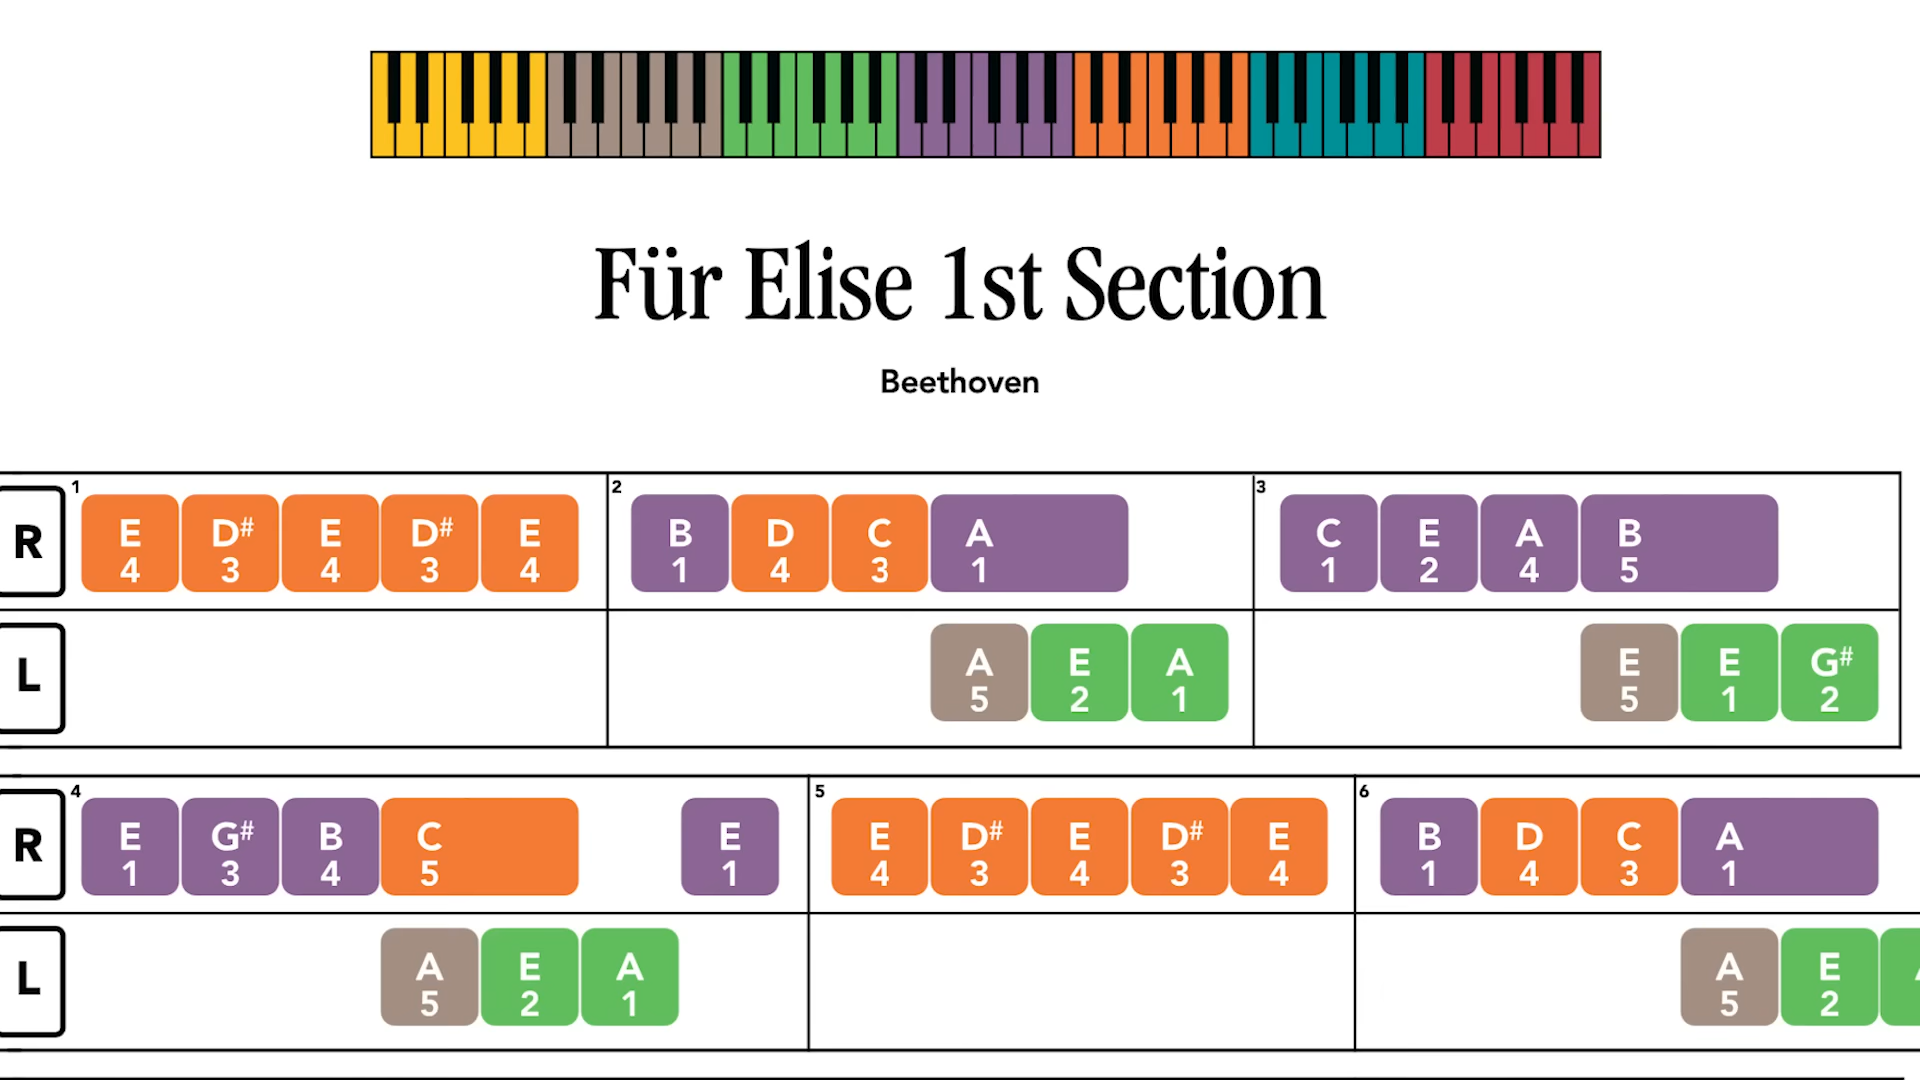 Für Elise 1st Section
Beethoven
1 2 3
R E D# E D# E B D C A C E A B
4 3 4 3 4 1 4 3 1 1 2 4 5
L A E A E E G#
5 2 1 5 1 2
4 5 6
R E G# B C E E D# E D# E B D C A
1 3 4 5 1 4 3 4 3 4 1 4 3 1
L A E A A E
5 2 1 5 2